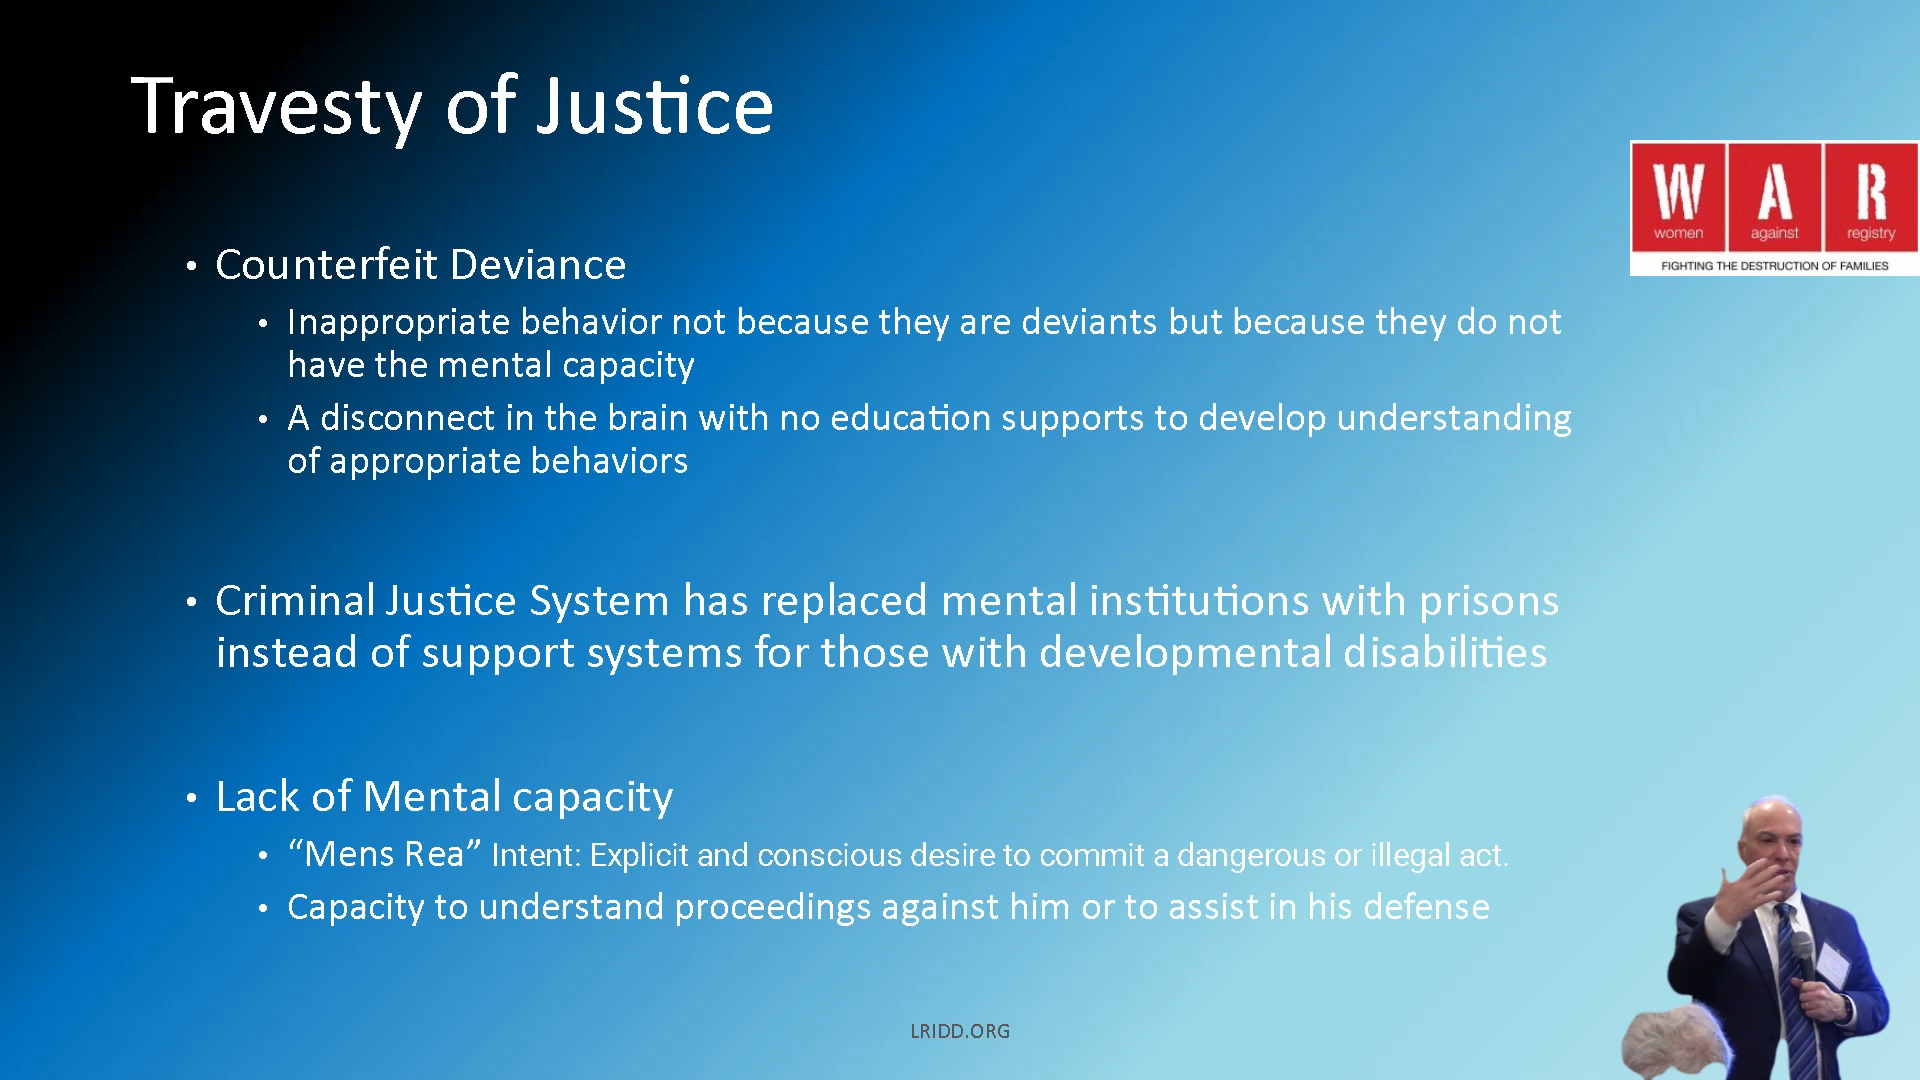 Travesty of Justice
W A R
women against registry
FIGHTING THE DESTRUCTION OF FAMILIES
• Counterfeit Deviance
• Inappropriate behavior not because they are deviants but because they do not
have the mental capacity
• A disconnect in the brain with no education supports to develop understanding
of appropriate behaviors
• Criminal Justice System has replaced mental institutions with prisons
instead of support systems for those with developmental disabilities
• Lack of Mental capacity
• “Mens Rea” Intent: Explicit and conscious desire to commit a dangerous or illegal act.
• Capacity to understand proceedings against him or to assist in his defense
LRIDD.ORG